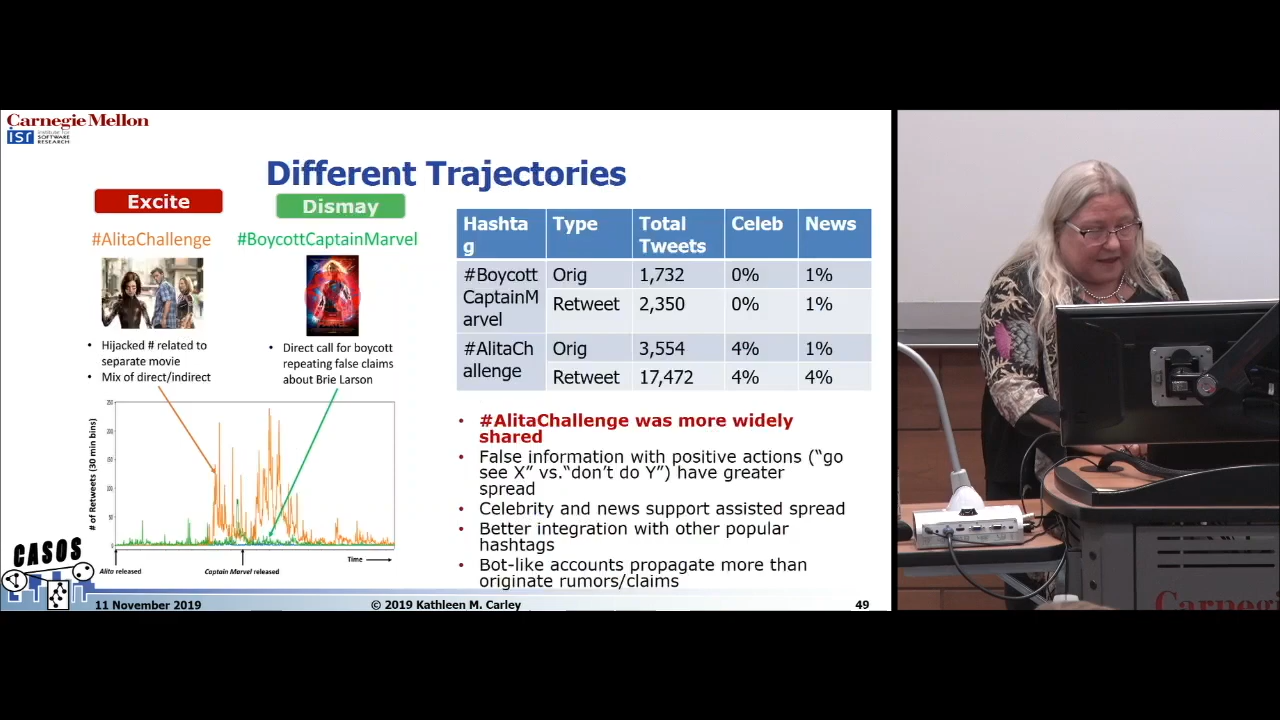 Carnegie Mellon
isr
institute for
SOFTWARE
RESEARCH
Different Trajectories
Excite
Dismay
#AlitaChallenge
#BoycottCaptainMarvel
• Hijacked # related to
separate movie
• Mix of direct/indirect
• Direct call for boycott
repeating false claims
about Brie Larson
# of Retweets (30 min bins)
Time
Alita released
Captain Marvel released
Hashta
g
Type
Total
Tweets
Celeb
News
#Boycott
CaptainM
arvel
Orig
1,732
0%
1%
Retweet
2,350
0%
1%
#AlitaCh
allenge
Orig
3,554
4%
1%
Retweet
17,472
4%
4%
• #AlitaChallenge was more widely
shared
• False information with positive actions (“go
see X” vs.“don’t do Y”) have greater
spread
• Celebrity and news support assisted spread
• Better integration with other popular
hashtags
• Bot-like accounts propagate more than
originate rumors/claims
CASOS
11 November 2019
© 2019 Kathleen M. Carley
49